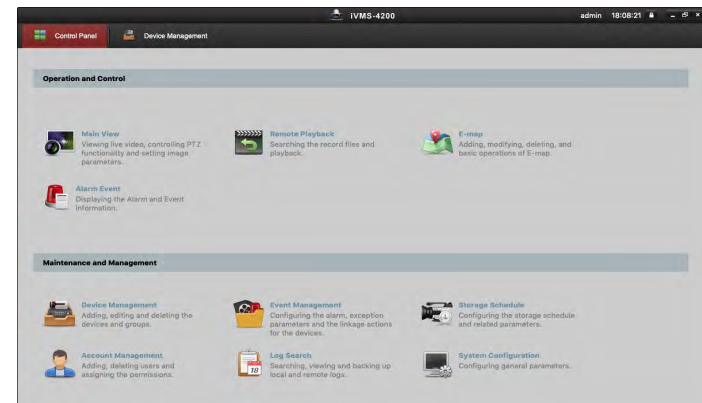 iVMS-4200
admin 18:08:21
Control Panel
Device Management
Operation and Control
Main View
Viewing live video, controlling PTZ
functionality and setting image
parameters.
Remote Playback
Searching the record files and
playback.
E-map
Adding, modifying, deleting, and
basic operations of E-map.
Alarm Event
Displaying the Alarm and Event
information.
Maintenance and Management
Device Management
Adding, editing and deleting the
devices and groups.
Event Management
Configuring the alarm, exception
parameters and the linkage actions
for the devices.
Storage Schedule
Configuring the storage schedule
and related parameters.
Account Management
Adding, deleting users and
assigning the permissions.
18
Log Search
Searching, viewing and backing up
local and remote logs.
System Configuration
Configuring general parameters.